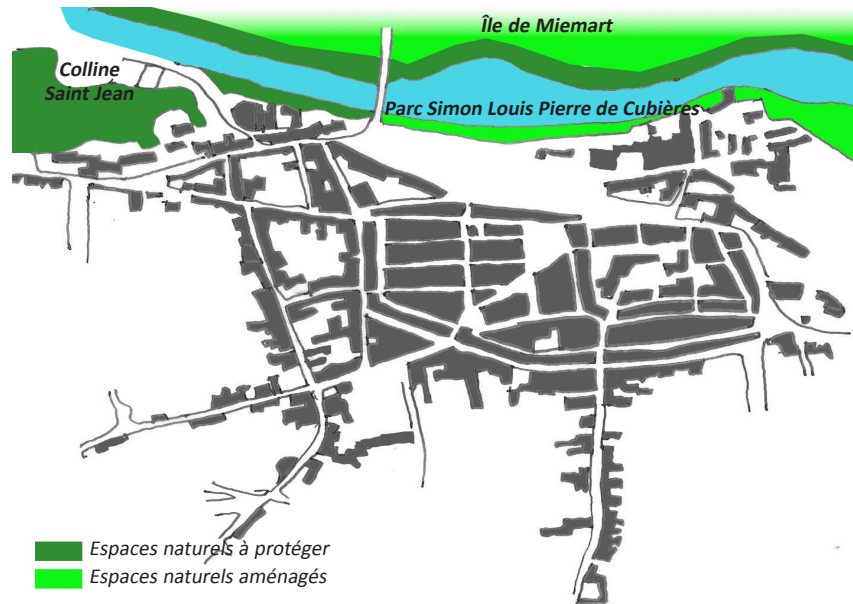 Île de Miemart
Colline
Saint Jean
Parc Simon Louis Pierre de Cubières
Espaces naturels à protéger
Espaces naturels aménagés